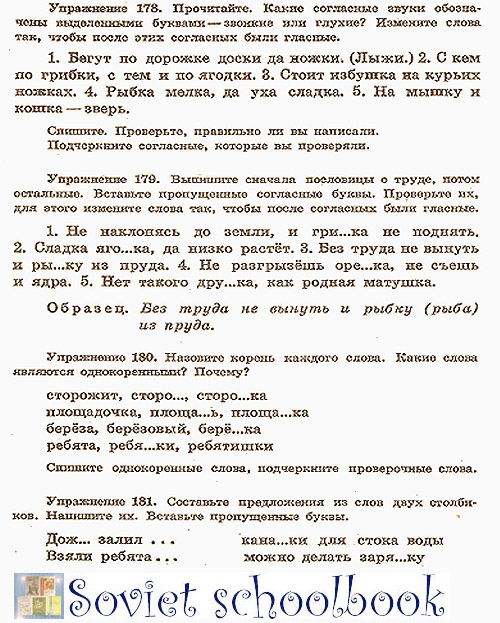 Упражнение 178. Прочитайте. Какие согласные звуки обозна-
чены выделенными буквами — звонкие или глухие? Измените слова
так, чтобы после этих согласных были гласные.
1. Бегут по дорожке доски да ножки. (Лыжи.) 2. С кем
по грибки, с тем и по ягодки. 3. Стоит избушка на курьих
ножках. 4. Рыбка мелка, да уха сладка. 5. На мышку и
кошка — зверь.
Спишите. Проверьте, правильно ли вы написали.
Подчеркните согласные, которые вы проверяли.
Упражнение 179. Выпишите сначала пословицы о труде, потом
остальные. Вставьте пропущенные согласные буквы. Проверьте их,
для этого измените слова так, чтобы после согласных были гласные.
1. Не наклонясь до земли, и гри...ка не поднять.
2. Сладка яго...ка, да низко растёт. 3. Без труда не вынуть
и ры...ку из пруда. 4. Не разгрызёшь оре...ка, не съешь
и ядра. 5. Нет такого дру...ка, как родная матушка.
Образец. Без труда не вынуть и рыбку (рыба)
из пруда.
Упражнение 180. Назовите корень каждого слова. Какие слова
являются однокоренными? Почему?
сторожит, сторо..., сторо...ка
площадочка, площа...ь, площа...ка
берёза, берёзовый, берё...ка
ребята, ребя...ки, ребятишки
Спишите однокоренные слова, подчеркните проверочные слова.
Упражнение 181. Составьте предложения из слов двух столби-
ков. Напишите их. Вставьте пропущенные буквы.
Дож... залил ... кана...ки для стока воды
Взяли ребята ... можно делать заря...ку
Soviet schoolbook